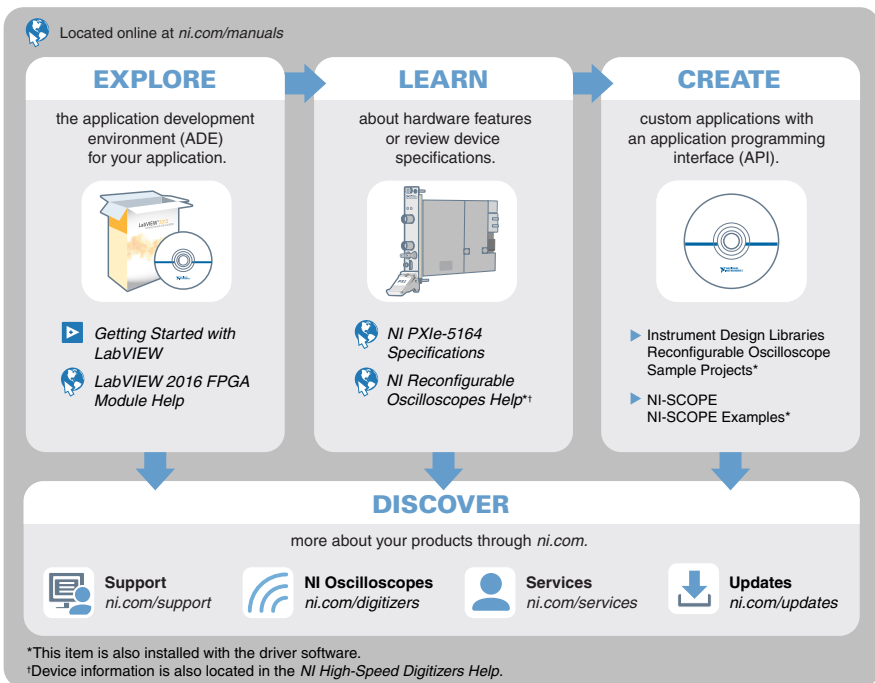 Located online at ni.com/manuals
EXPLORE
the application development
environment (ADE)
for your application.
LabVIEW
Getting Started with
LabVIEW
LabVIEW 2016 FPGA
Module Help
LEARN
about hardware features
or review device
specifications.
NI PXIe-5164
Specifications
NI Reconfigurable
Oscilloscopes Help*†
CREATE
custom applications with
an application programming
interface (API).
NATIONAL
INSTRUMENTS
Instrument Design Libraries
Reconfigurable Oscilloscope
Sample Projects*
NI-SCOPE
NI-SCOPE Examples*
DISCOVER
more about your products through ni.com.
Support
ni.com/support
NI Oscilloscopes
ni.com/digitizers
Services
ni.com/services
Updates
ni.com/updates
*This item is also installed with the driver software.
†Device information is also located in the NI High-Speed Digitizers Help.